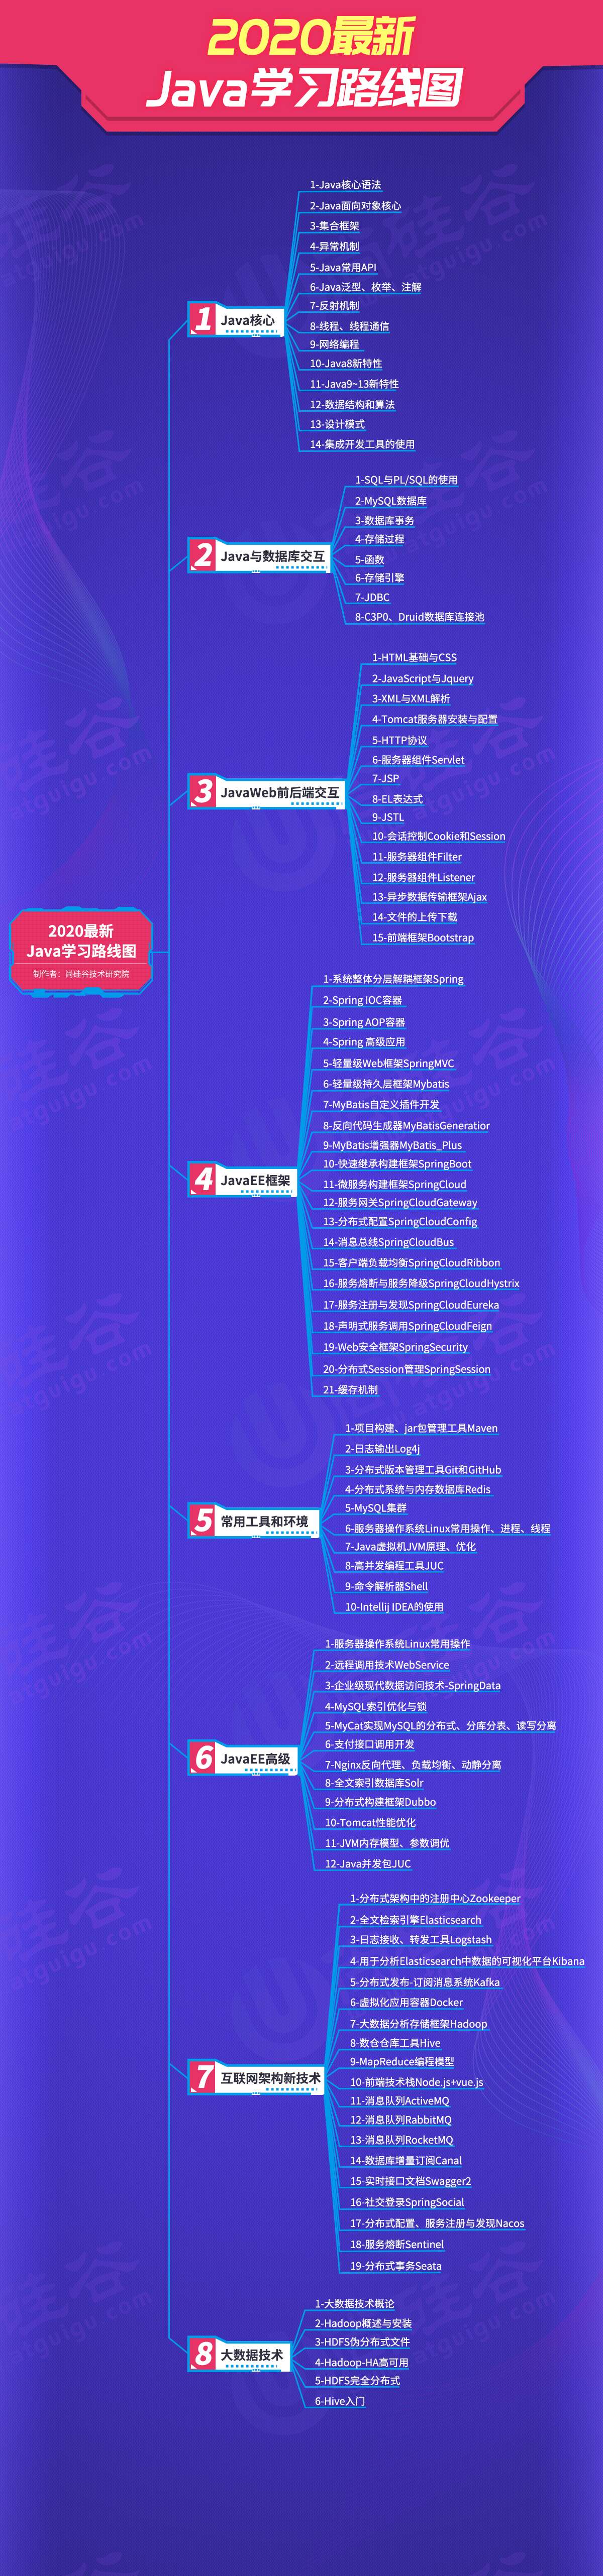 2020最新
Java学习路线图
1-Java核心语法
2-Java面向对象核心
3-集合框架
4-异常机制
5-Java常用API
6-Java泛型、枚举、注解
7-反射机制
1 Java核心
8-线程、线程通信
9-网络编程
10-Java8新特性
11-Java9~13新特性
12-数据结构和算法
13-设计模式
14-集成开发工具的使用
1-SQL与PL/SQL的使用
2-MySQL数据库
3-数据库事务
4-存储过程
2 Java与数据库交互
5-函数
6-存储引擎
7-JDBC
8-C3P0、Druid数据库连接池
1-HTML基础与CSS
2-JavaScript与Jquery
3-XML与XML解析
4-Tomcat服务器安装与配置
5-HTTP协议
6-服务器组件Servlet
7-JSP
3 JavaWeb前后端交互
8-EL表达式
9-JSTL
10-会话控制Cookie和Session
11-服务器组件Filter
12-服务器组件Listener
13-异步数据传输框架Ajax
14-文件的上传下载
15-前端框架Bootstrap
2020最新
Java学习路线图
制作者：尚硅谷技术研究院
1-系统整体分层解耦框架Spring
2-Spring IOC容器
3-Spring AOP容器
4-Spring 高级应用
5-轻量级Web框架SpringMVC
6-轻量级持久层框架Mybatis
7-MyBatis自定义插件开发
8-反向代码生成器MyBatisGeneratior
9-MyBatis增强器MyBatis_Plus
10-快速继承构建框架SpringBoot
4 JavaEE框架
11-微服务构建框架SpringCloud
12-服务网关SpringCloudGateway
13-分布式配置SpringCloudConfig
14-消息总线SpringCloudBus
15-客户端负载均衡SpringCloudRibbon
16-服务熔断与服务降级SpringCloudHystrix
17-服务注册与发现SpringCloudEureka
18-声明式服务调用SpringCloudFeign
19-Web安全框架SpringSecurity
20-分布式Session管理SpringSession
21-缓存机制
1-项目构建、jar包管理工具Maven
2-日志输出Log4j
3-分布式版本管理工具Git和GitHub
4-分布式系统与内存数据库Redis
5-MySQL集群
5 常用工具和环境
6-服务器操作系统Linux常用操作、进程、线程
7-Java虚拟机JVM原理、优化
8-高并发编程工具JUC
9-命令解析器Shell
10-Intellij IDEA的使用
1-服务器操作系统Linux常用操作
2-远程调用技术WebService
3-企业级现代数据访问技术-SpringData
4-MySQL索引优化与锁
5-MyCat实现MySQL的分布式、分库分表、读写分离
6-支付接口调用开发
6 JavaEE高级
7-Nginx反向代理、负载均衡、动静分离
8-全文索引数据库Solr
9-分布式构建框架Dubbo
10-Tomcat性能优化
11-JVM内存模型、参数调优
12-Java并发包JUC
1-分布式架构中的注册中心Zookeeper
2-全文检索引擎Elasticsearch
3-日志接收、转发工具Logstash
4-用于分析Elasticsearch中数据的可视化平台Kibana
5-分布式发布-订阅消息系统Kafka
6-虚拟化应用容器Docker
7-大数据分析存储框架Hadoop
8-数仓仓库工具Hive
9-MapReduce编程模型
7 互联网架构新技术
10-前端技术栈Node.js+vue.js
11-消息队列ActiveMQ
12-消息队列RabbitMQ
13-消息队列RocketMQ
14-数据库增量订阅Canal
15-实时接口文档Swagger2
16-社交登录SpringSocial
17-分布式配置、服务注册与发现Nacos
18-服务熔断Sentinel
19-分布式事务Seata
1-大数据技术概论
2-Hadoop概述与安装
3-HDFS伪分布式文件
8 大数据技术
4-Hadoop-HA高可用
5-HDFS完全分布式
6-Hive入门